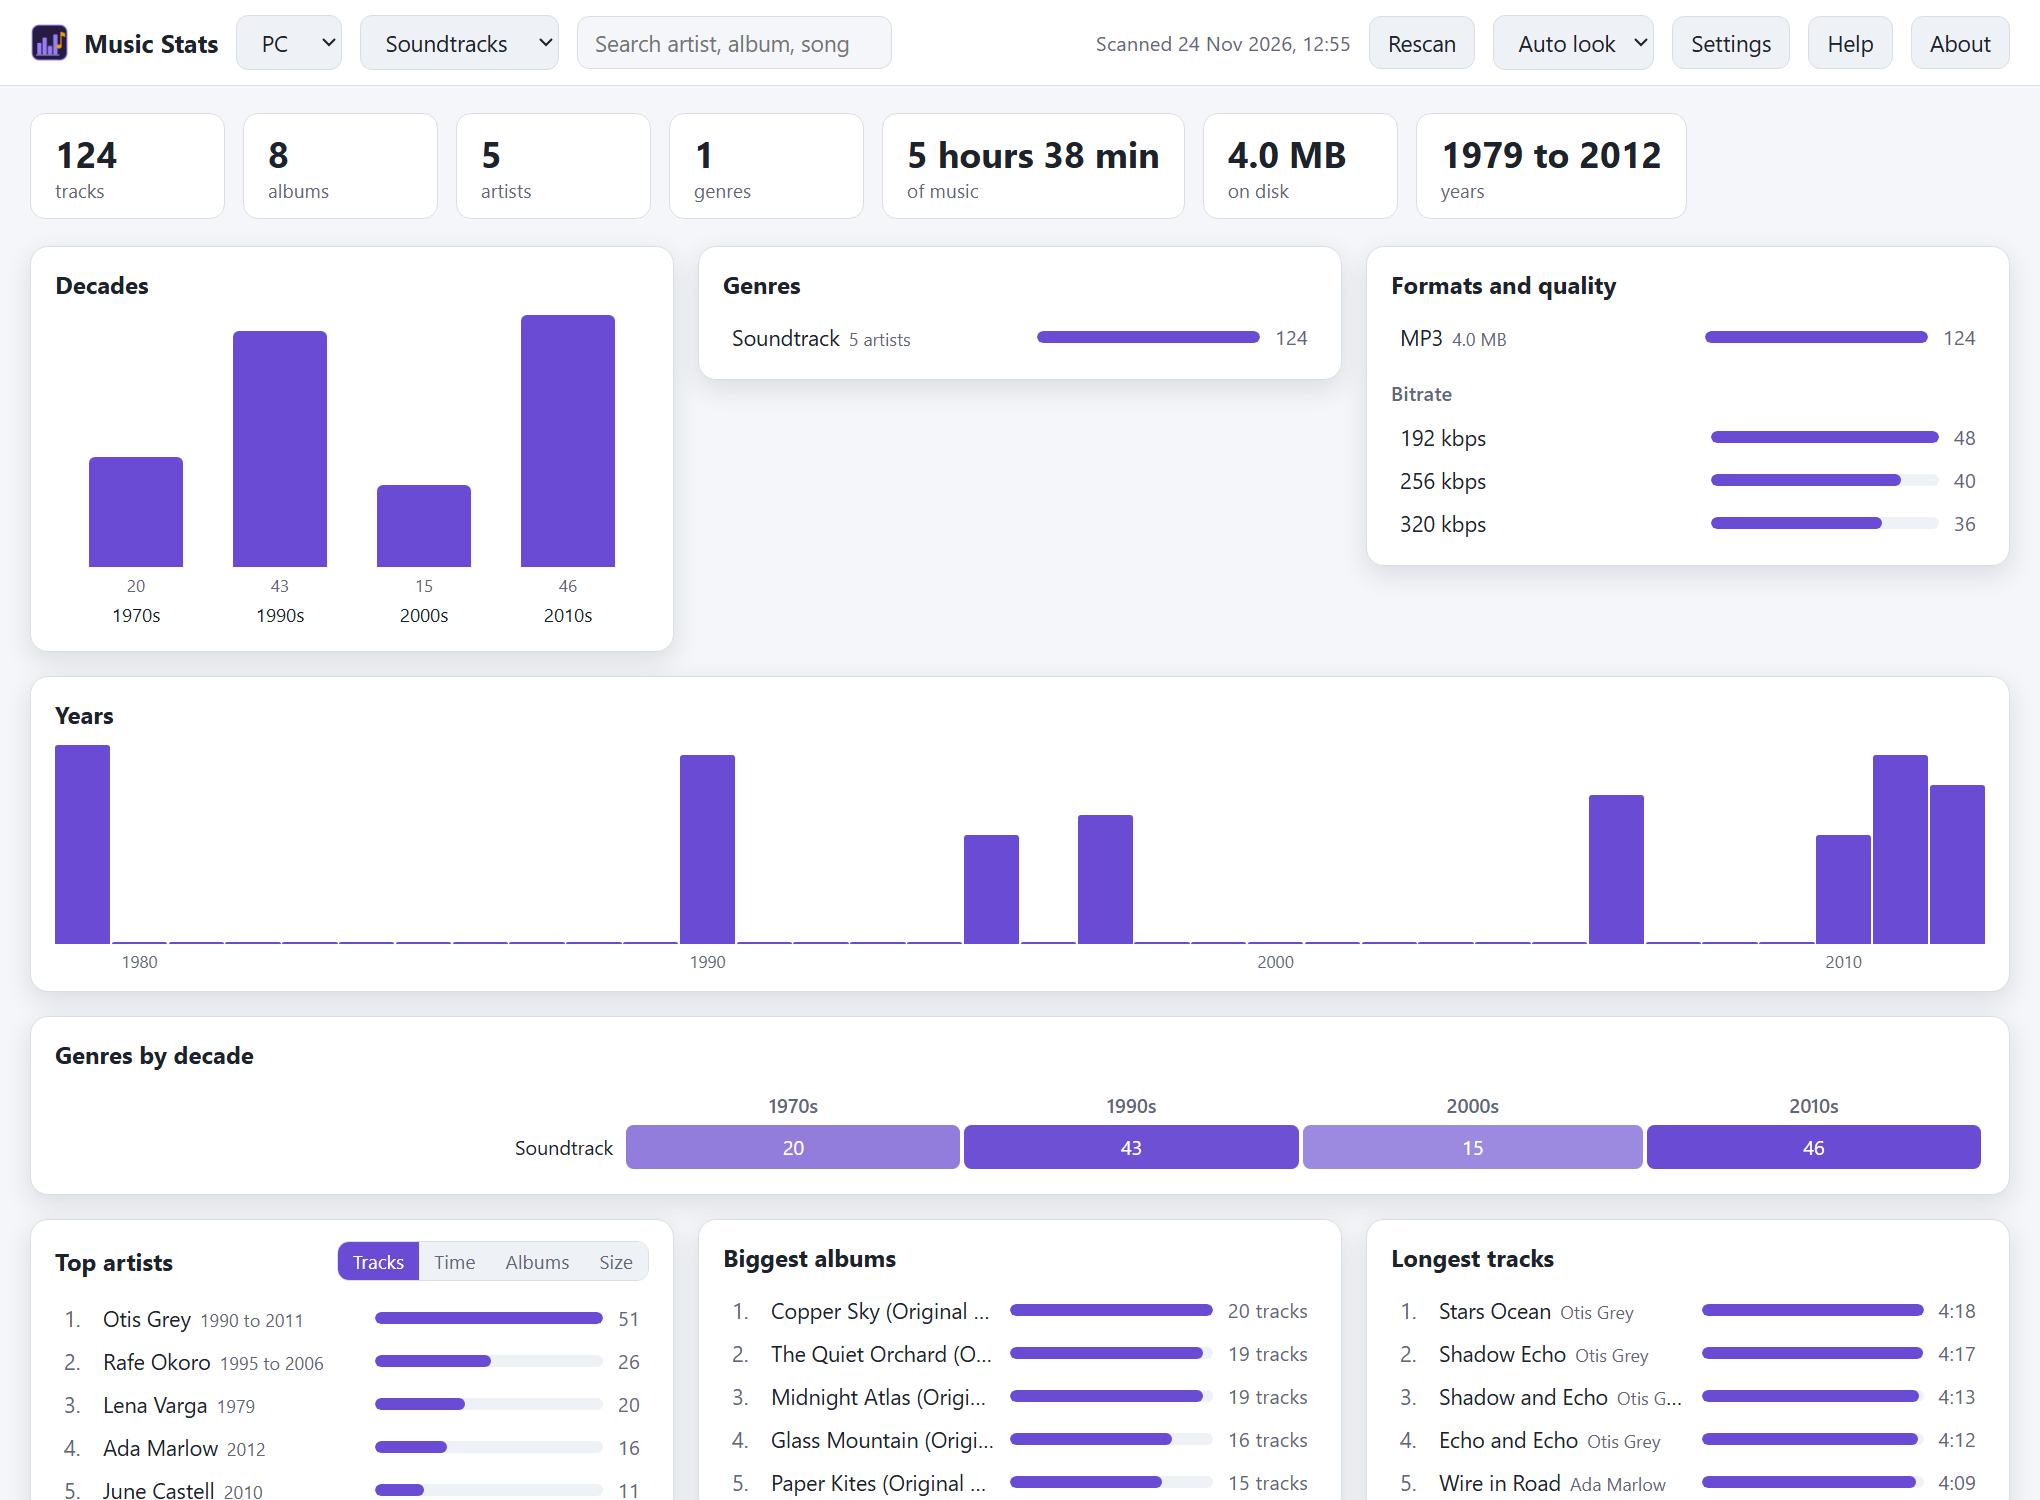 Music Stats PC Soundtracks Search artist, album, song Scanned 24 Nov 2026, 12:55 Rescan Auto look Settings Help About
124
tracks
8
albums
5
artists
1
genres
5 hours 38 min
of music
4.0 MB
on disk
1979 to 2012
years
Decades
20 43 15 46
1970s 1990s 2000s 2010s
Genres
Soundtrack 5 artists 124
Formats and quality
MP3 4.0 MB 124
Bitrate
192 kbps 48
256 kbps 40
320 kbps 36
Years
1980 1990 2000 2010
Genres by decade
1970s 1990s 2000s 2010s
Soundtrack 20 43 15 46
Top artists Tracks Time Albums Size
1. Otis Grey 1990 to 2011 51
2. Rafe Okoro 1995 to 2006 26
3. Lena Varga 1979 20
4. Ada Marlow 2012 16
5. June Castell 2010 11
Biggest albums
1. Copper Sky (Original ... 20 tracks
2. The Quiet Orchard (O... 19 tracks
3. Midnight Atlas (Origi... 19 tracks
4. Glass Mountain (Origi... 16 tracks
5. Paper Kites (Original ... 15 tracks
Longest tracks
1. Stars Ocean Otis Grey 4:18
2. Shadow Echo Otis Grey 4:17
3. Shadow and Echo Otis G... 4:13
4. Echo and Echo Otis Grey 4:12
5. Wire in Road Ada Marlow 4:09